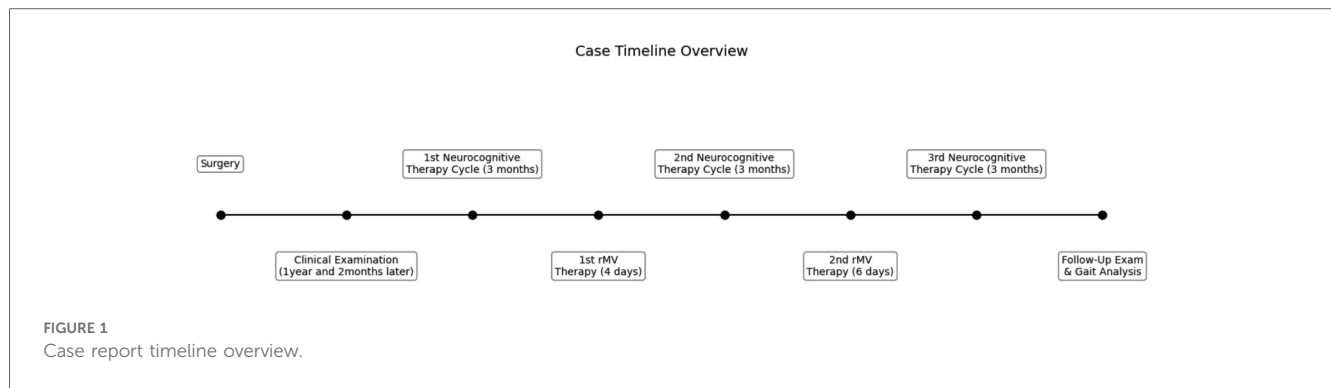 Case Timeline Overview
Surgery
1st Neurocognitive
Therapy Cycle (3 months)
2nd Neurocognitive
Therapy Cycle (3 months)
3rd Neurocognitive
Therapy Cycle (3 months)
Clinical Examination
(1year and 2months later)
1st rMV
Therapy (4 days)
2nd rMV
Therapy (6 days)
Follow-Up Exam
& Gait Analysis
FIGURE 1
Case report timeline overview.